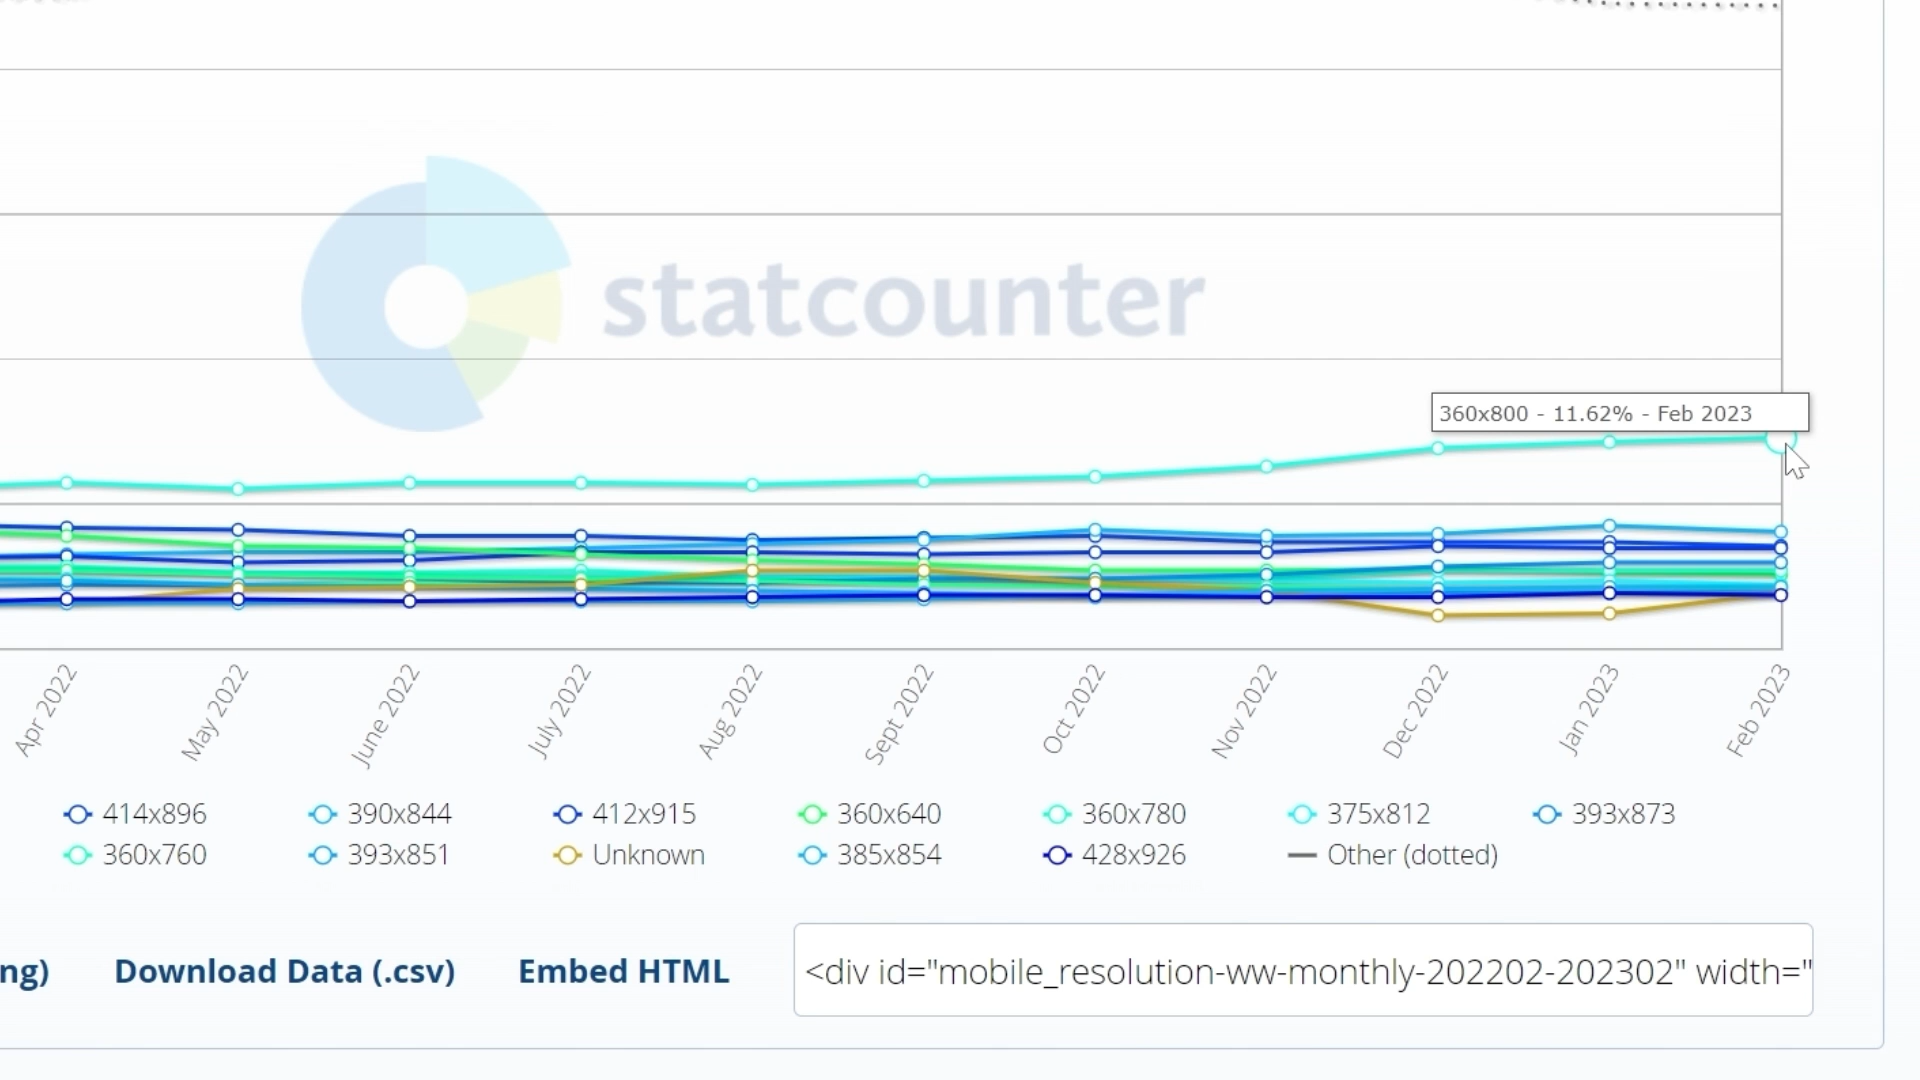 statcounter
360x800 - 11.62% - Feb 2023
Apr 2022
May 2022
June 2022
July 2022
Aug 2022
Sept 2022
Oct 2022
Nov 2022
Dec 2022
Jan 2023
Feb 2023
414x896 390x844 412x915 360x640 360x780 375x812 393x873
360x760 393x851 Unknown 385x854 428x926 Other (dotted)
ng) Download Data (.csv) Embed HTML <div id="mobile_resolution-ww-monthly-202202-202302" width="